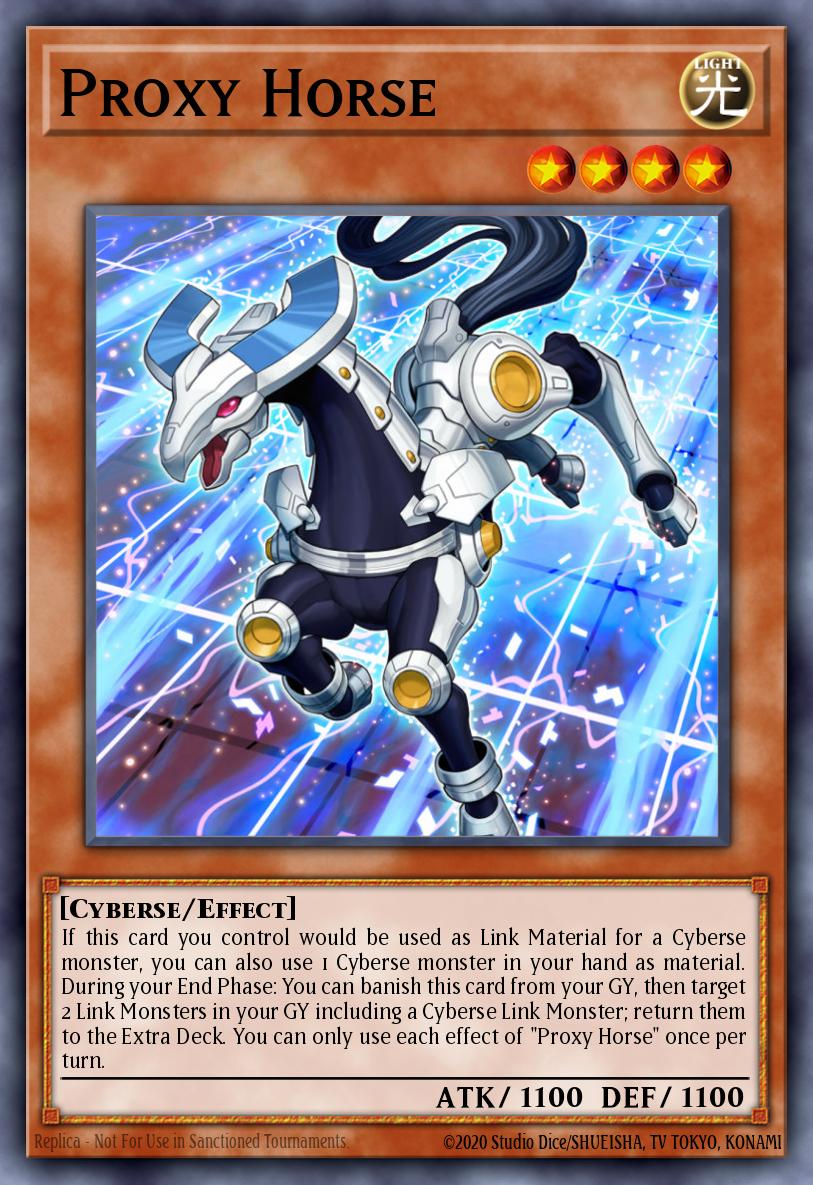 Proxy Horse
LIGHT
光
[Cyberse/Effect]
If this card you control would be used as Link Material for a Cyberse
monster, you can also use 1 Cyberse monster in your hand as material.
During your End Phase: You can banish this card from your GY, then target
2 Link Monsters in your GY including a Cyberse Link Monster; return them
to the Extra Deck. You can only use each effect of "Proxy Horse" once per
turn.
ATK/ 1100 DEF/ 1100
Replica - Not For Use in Sanctioned Tournaments.
©2020 Studio Dice/SHUEISHA, TV TOKYO, KONAMI